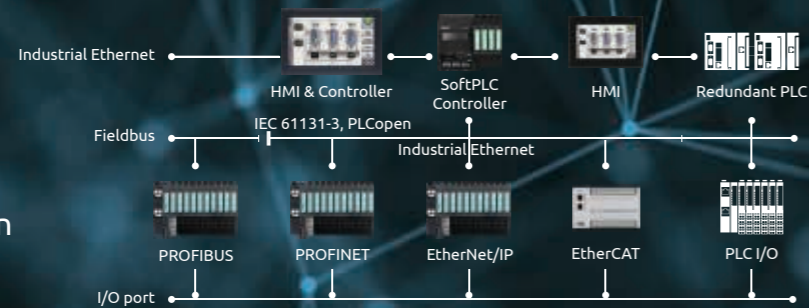 Industrial Ethernet
HMI & Controller
SoftPLC
Controller
HMI
Redundant PLC
Fieldbus
IEC 61131-3, PLCopen
Industrial Ethernet
n
PROFIBUS
PROFINET
EtherNet/IP
EtherCAT
PLC I/O
I/O port